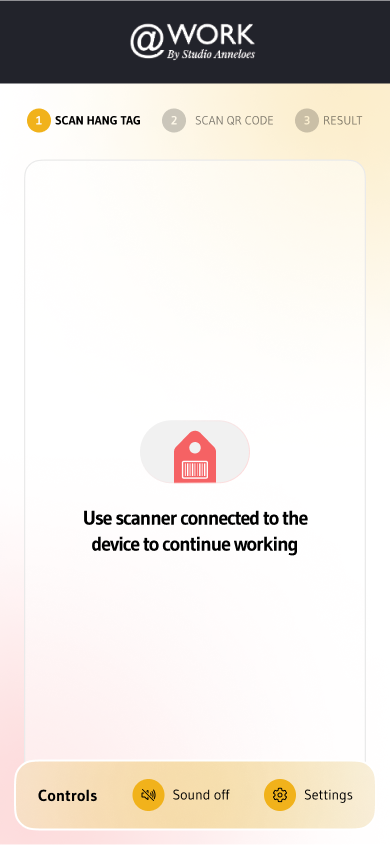 @WORK
By Studio Anneloes
1 SCAN HANG TAG 2 SCAN QR CODE 3 RESULT
Use scanner connected to the
device to continue working
Controls Sound off Settings